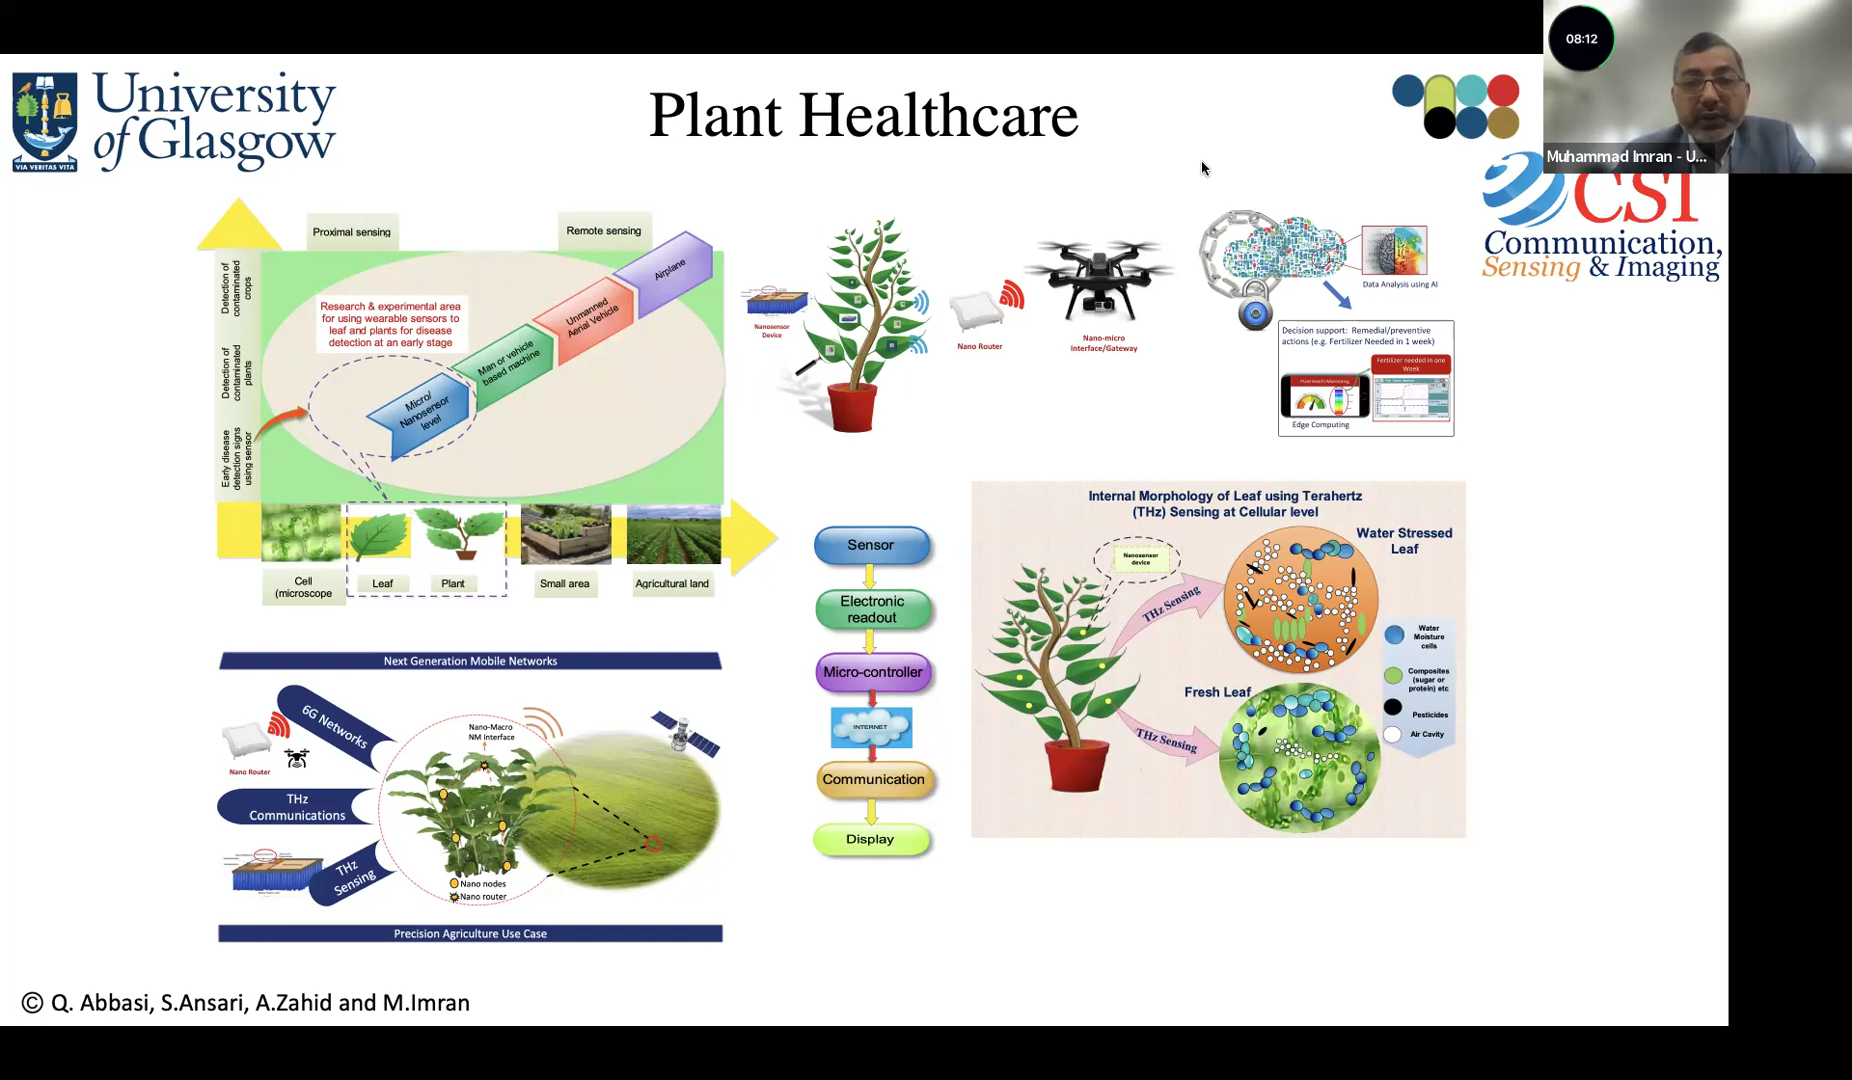 University
of Glasgow
VIA VERITAS VITA
Plant Healthcare
08:12
Muhammad Imran - U...
CSI
Communication,
Sensing & Imaging
Proximal sensing
Remote sensing
Detection of
contaminated
crops
Detection of
contaminated
plants
Early disease
detection signs
using sensor
Research & experimental area
for using wearable sensors to
leaf and plants for disease
detection at an early stage
Micro/
Nanosensor
level
Man or vehicle
based machine
Unmanned
Aerial Vehicle
Airplane
Cell
(microscope
Leaf
Plant
Small area
Agricultural land
Nanosensor
Device
Nano Router
Nano-micro
Interface/Gateway
Data Analysis using AI
Decision support: Remedial/preventive
actions (e.g. Fertilizer Needed in 1 week)
Fertilizer needed in one
Week
Plant Health Monitoring
Edge Computing
Next Generation Mobile Networks
6G Networks
Nano Router
THz
Communications
THz
Sensing
Nano-Macro
NM Interface
Nano nodes
Nano router
Precision Agriculture Use Case
Sensor
Electronic
readout
Micro-controller
INTERNET
Communication
Display
Internal Morphology of Leaf using Terahertz
(THz) Sensing at Cellular level
Nanosensor
device
THz Sensing
THz Sensing
Water Stressed
Leaf
Fresh Leaf
Water
Moisture
cells
Composites
(sugar or
protein) etc
Pesticides
Air Cavity
© Q. Abbasi, S.Ansari, A.Zahid and M.Imran